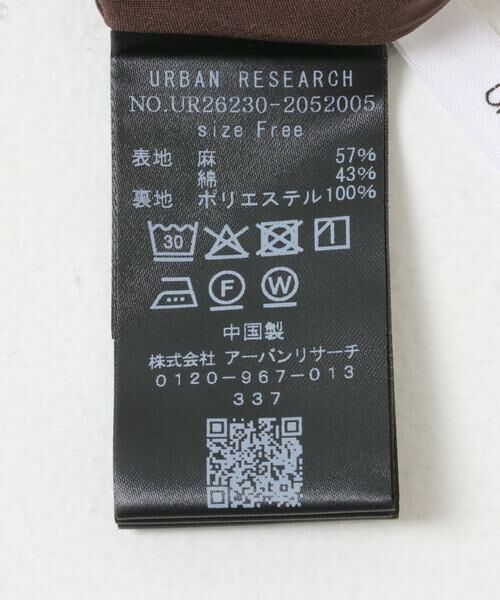 URBAN RESEARCH
NO.UR26230-2052005
size Free
表地 麻 57%
綿 43%
裏地 ポリエステル100%
30
F W
中国製
株式会社 アーバンリサーチ
0120-967-013
337